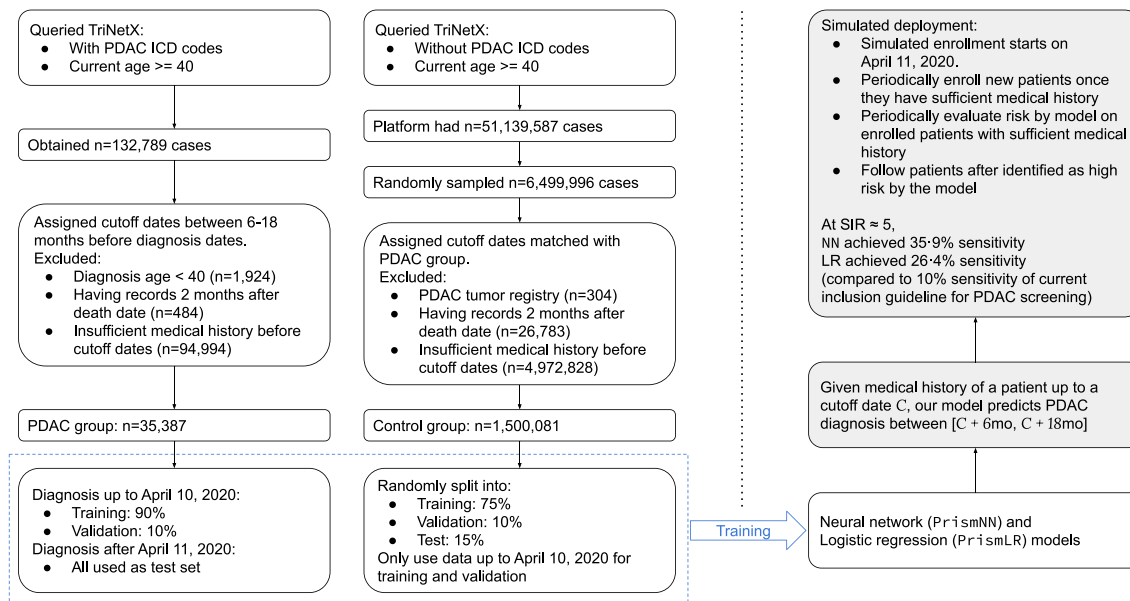 Queried TriNetX:
● With PDAC ICD codes
● Current age >= 40
Obtained n=132,789 cases
Assigned cutoff dates between 6-18
months before diagnosis dates.
Excluded:
● Diagnosis age < 40 (n=1,924)
● Having records 2 months after
death date (n=484)
● Insufficient medical history before
cutoff dates (n=94,994)
PDAC group: n=35,387
Diagnosis up to April 10, 2020:
● Training: 90%
● Validation: 10%
Diagnosis after April 11, 2020:
● All used as test set
Queried TriNetX:
● Without PDAC ICD codes
● Current age >= 40
Platform had n=51,139,587 cases
Randomly sampled n=6,499,996 cases
Assigned cutoff dates matched with
PDAC group.
Excluded:
● PDAC tumor registry (n=304)
● Having records 2 months after
death date (n=26,783)
● Insufficient medical history before
cutoff dates (n=4,972,828)
Control group: n=1,500,081
Randomly split into:
● Training: 75%
● Validation: 10%
● Test: 15%
Only use data up to April 10, 2020 for
training and validation
Training
Neural network (PrismNN) and
Logistic regression (PrismLR) models
Given medical history of a patient up to a
cutoff date C, our model predicts PDAC
diagnosis between [C + 6mo, C + 18mo]
Simulated deployment:
● Simulated enrollment starts on
April 11, 2020.
● Periodically enroll new patients once
they have sufficient medical history
● Periodically evaluate risk by model on
enrolled patients with sufficient medical
history
● Follow patients after identified as high
risk by the model
At SIR ≈ 5,
NN achieved 35·9% sensitivity
LR achieved 26·4% sensitivity
(compared to 10% sensitivity of current
inclusion guideline for PDAC screening)